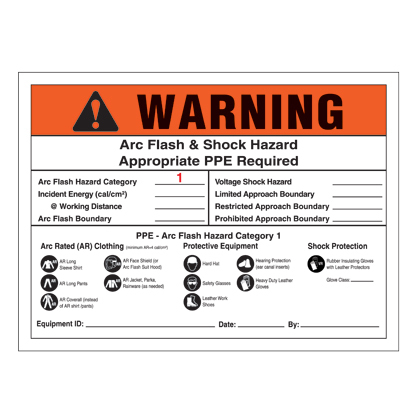 WARNING
Arc Flash & Shock Hazard
Appropriate PPE Required
Arc Flash Hazard Category 1
Incident Energy (cal/cm²)
@ Working Distance
Arc Flash Boundary
Voltage Shock Hazard
Limited Approach Boundary
Restricted Approach Boundary
Prohibited Approach Boundary
PPE - Arc Flash Hazard Category 1
Arc Rated (AR) Clothing (minimum AR=4 cal/cm²)
AR Long
Sleeve Shirt
AR Face Shield (or
Arc Flash Suit Hood)
AR Long Pants
AR Jacket, Parka,
Rainwear (as needed)
AR Coverall (instead
of AR shirt (pants)
Protective Equipment
Hard Hat
Hearing Protection
(ear canal inserts)
Safety Glasses
Heavy Duty Leather
Gloves
Leather Work
Shoes
Shock Protection
Rubber Insulating Gloves
with Leather Protectors
Glove Class:
Equipment ID: Date: By: